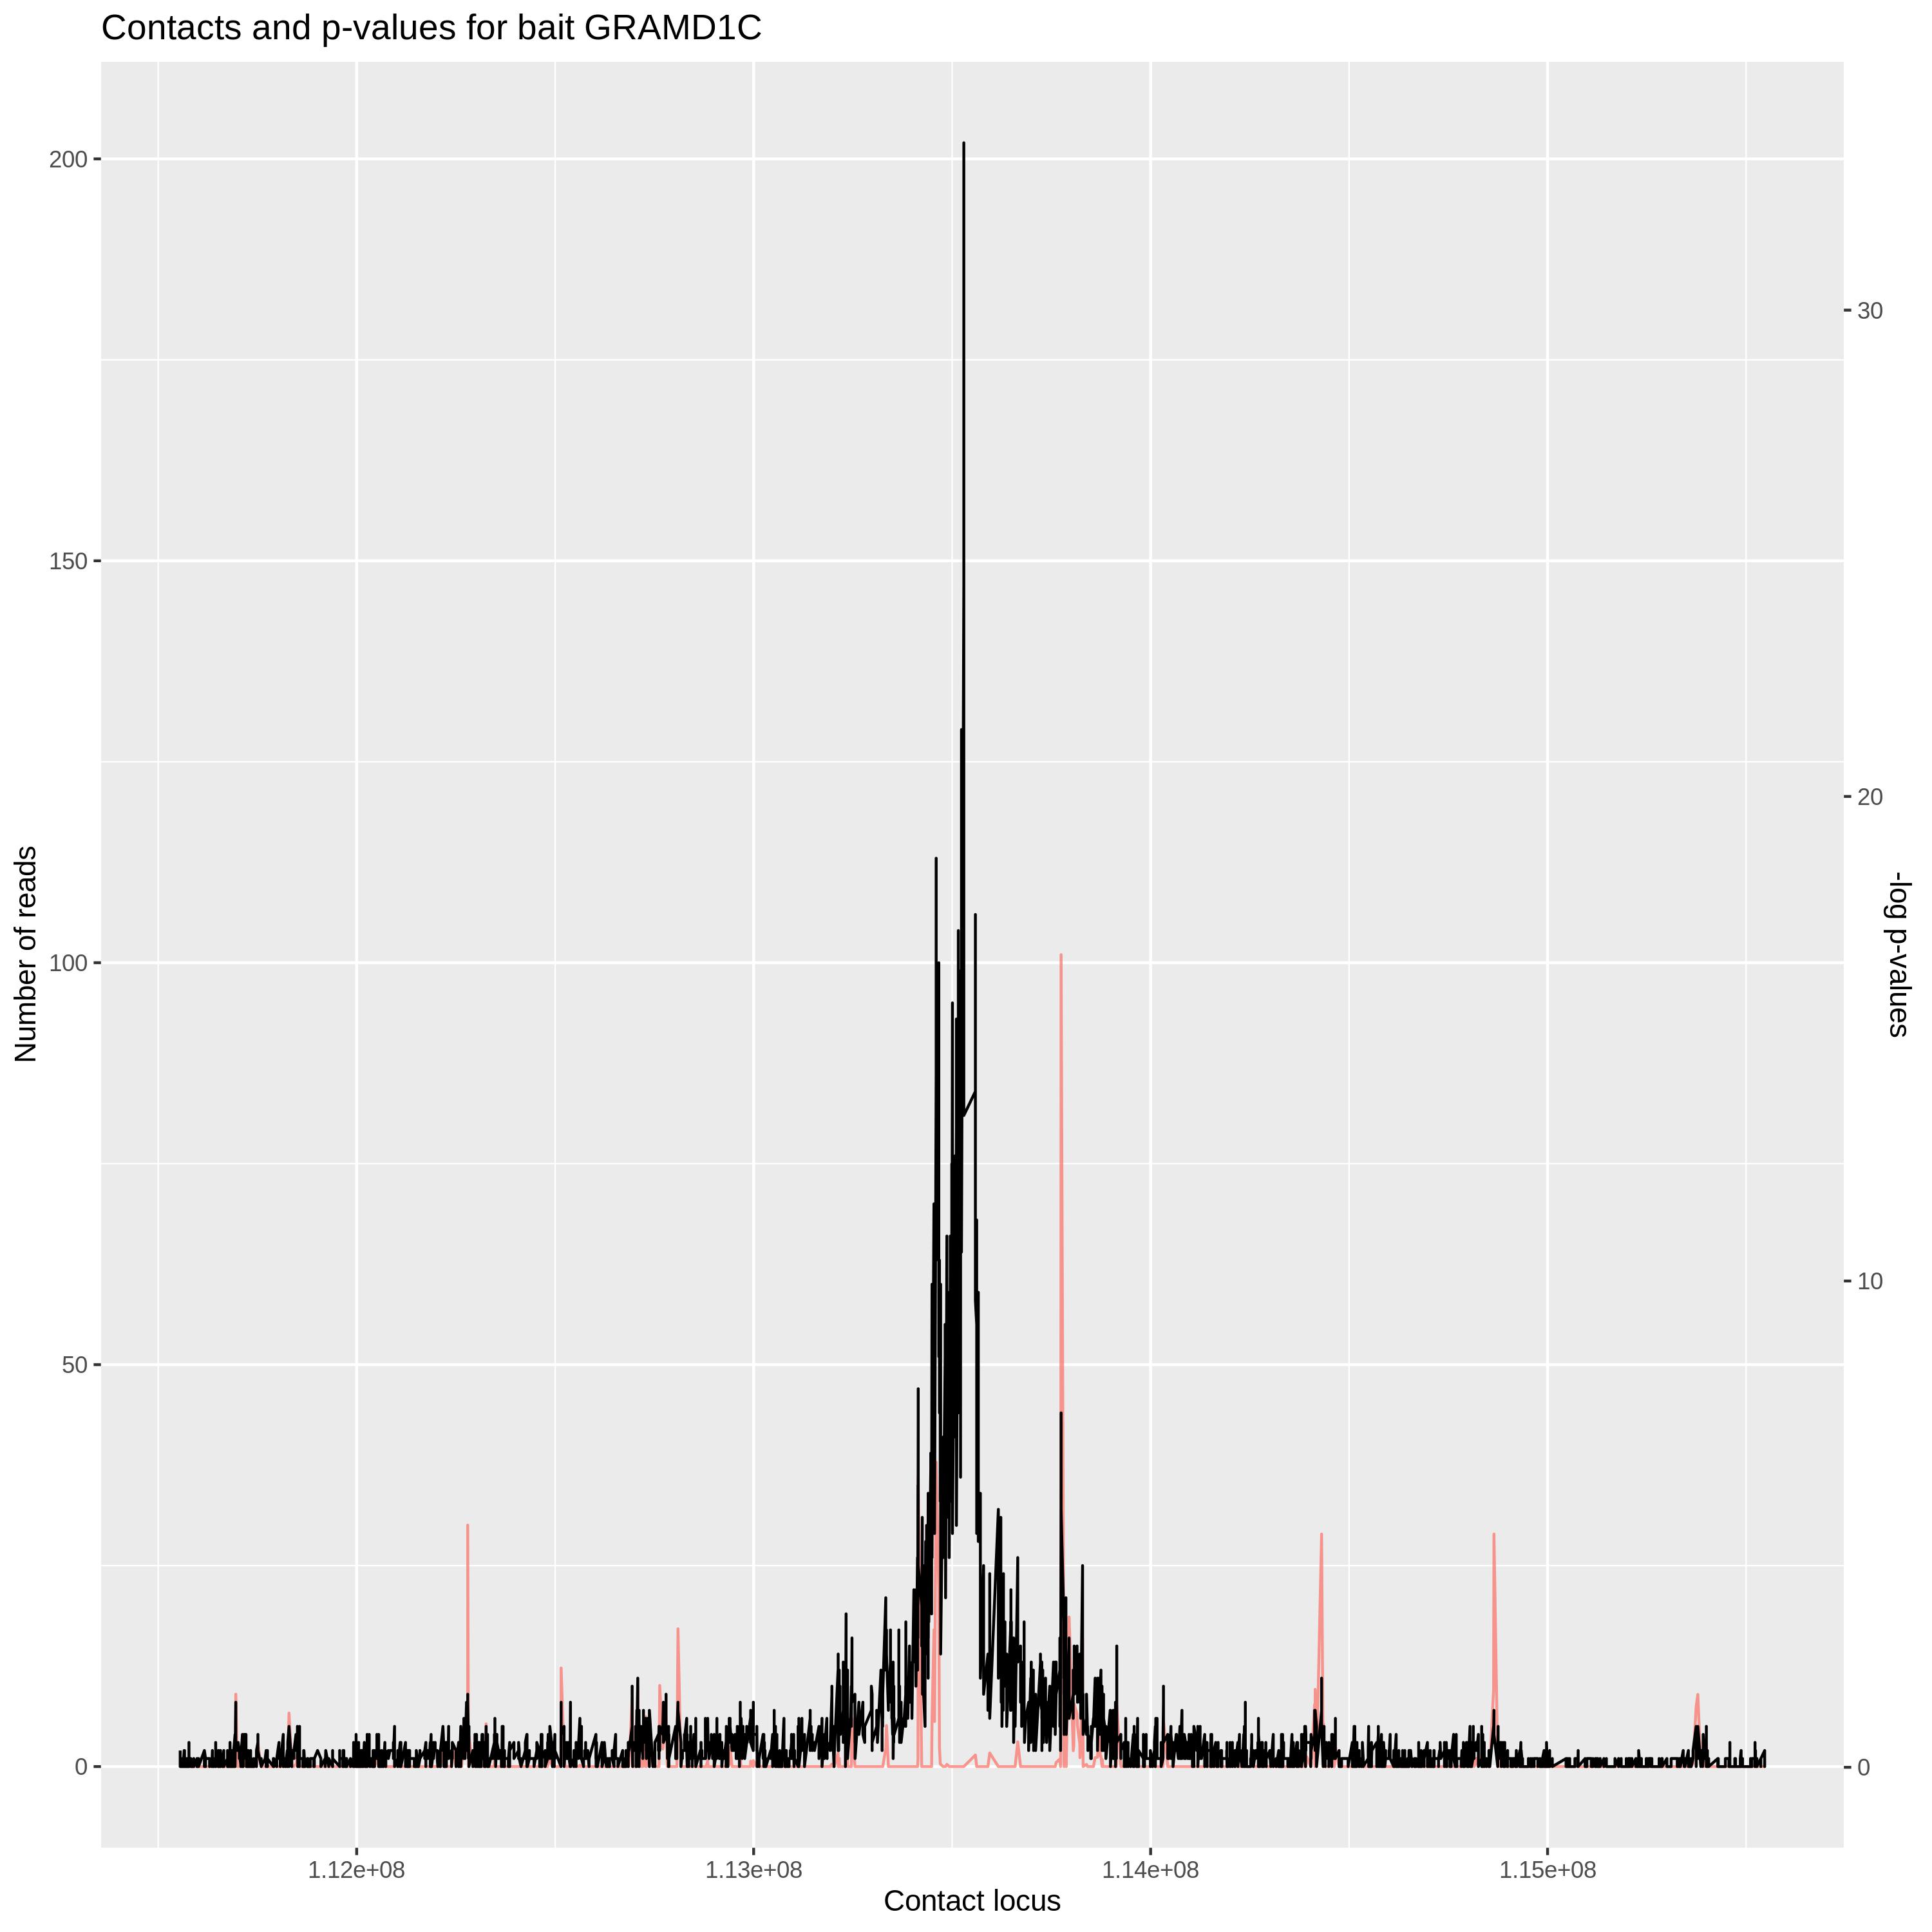 Contacts and p-values for bait GRAMD1C
200
150
100
50
0
Number of reads
30
20
10
0
-log p-values
1.12e+08 1.13e+08 1.14e+08 1.15e+08
Contact locus